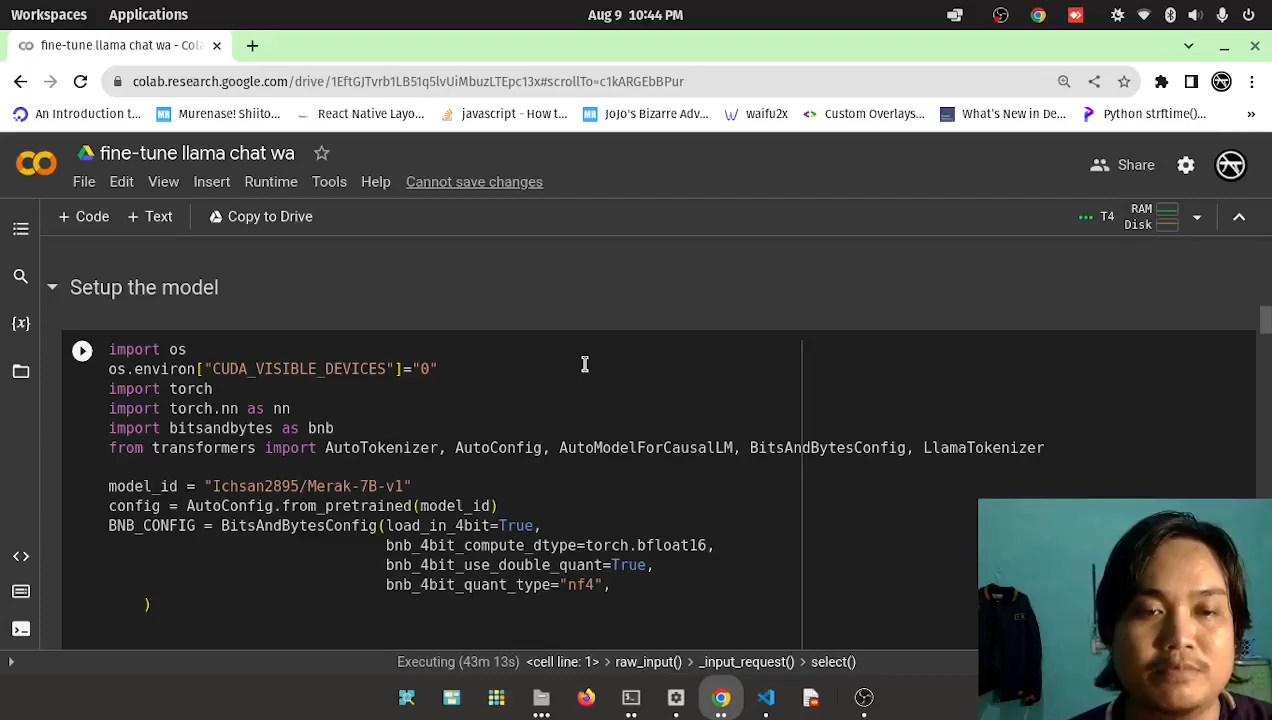 Workspaces Applications Aug 9 10:44 PM
fine-tune llama chat wa - Cola
colab.research.google.com/drive/1EftGJTvrb1LB51q5lvUiMbuzLTEpc13x#scrollTo=c1kARGEbBPur
An Introduction t... Murenase! Shiito... React Native Layo... javascript - How t... JoJo's Bizarre Adv... waifu2x Custom Overlays... What's New in De... Python strftime()... »
fine-tune llama chat wa
Share
File Edit View Insert Runtime Tools Help Cannot save changes
+ Code + Text Copy to Drive T4 RAM
Disk
Setup the model
import os
os.environ["CUDA_VISIBLE_DEVICES"]="0"
import torch
import torch.nn as nn
import bitsandbytes as bnb
from transformers import AutoTokenizer, AutoConfig, AutoModelForCausalLM, BitsAndBytesConfig, LlamaTokenizer
model_id = "Ichsan2895/Merak-7B-v1"
config = AutoConfig.from_pretrained(model_id)
BNB_CONFIG = BitsAndBytesConfig(load_in_4bit=True,
bnb_4bit_compute_dtype=torch.bfloat16,
bnb_4bit_use_double_quant=True,
bnb_4bit_quant_type="nf4",
)
Executing (43m 13s) <cell line: 1> > raw_input() > _input_request() > select()